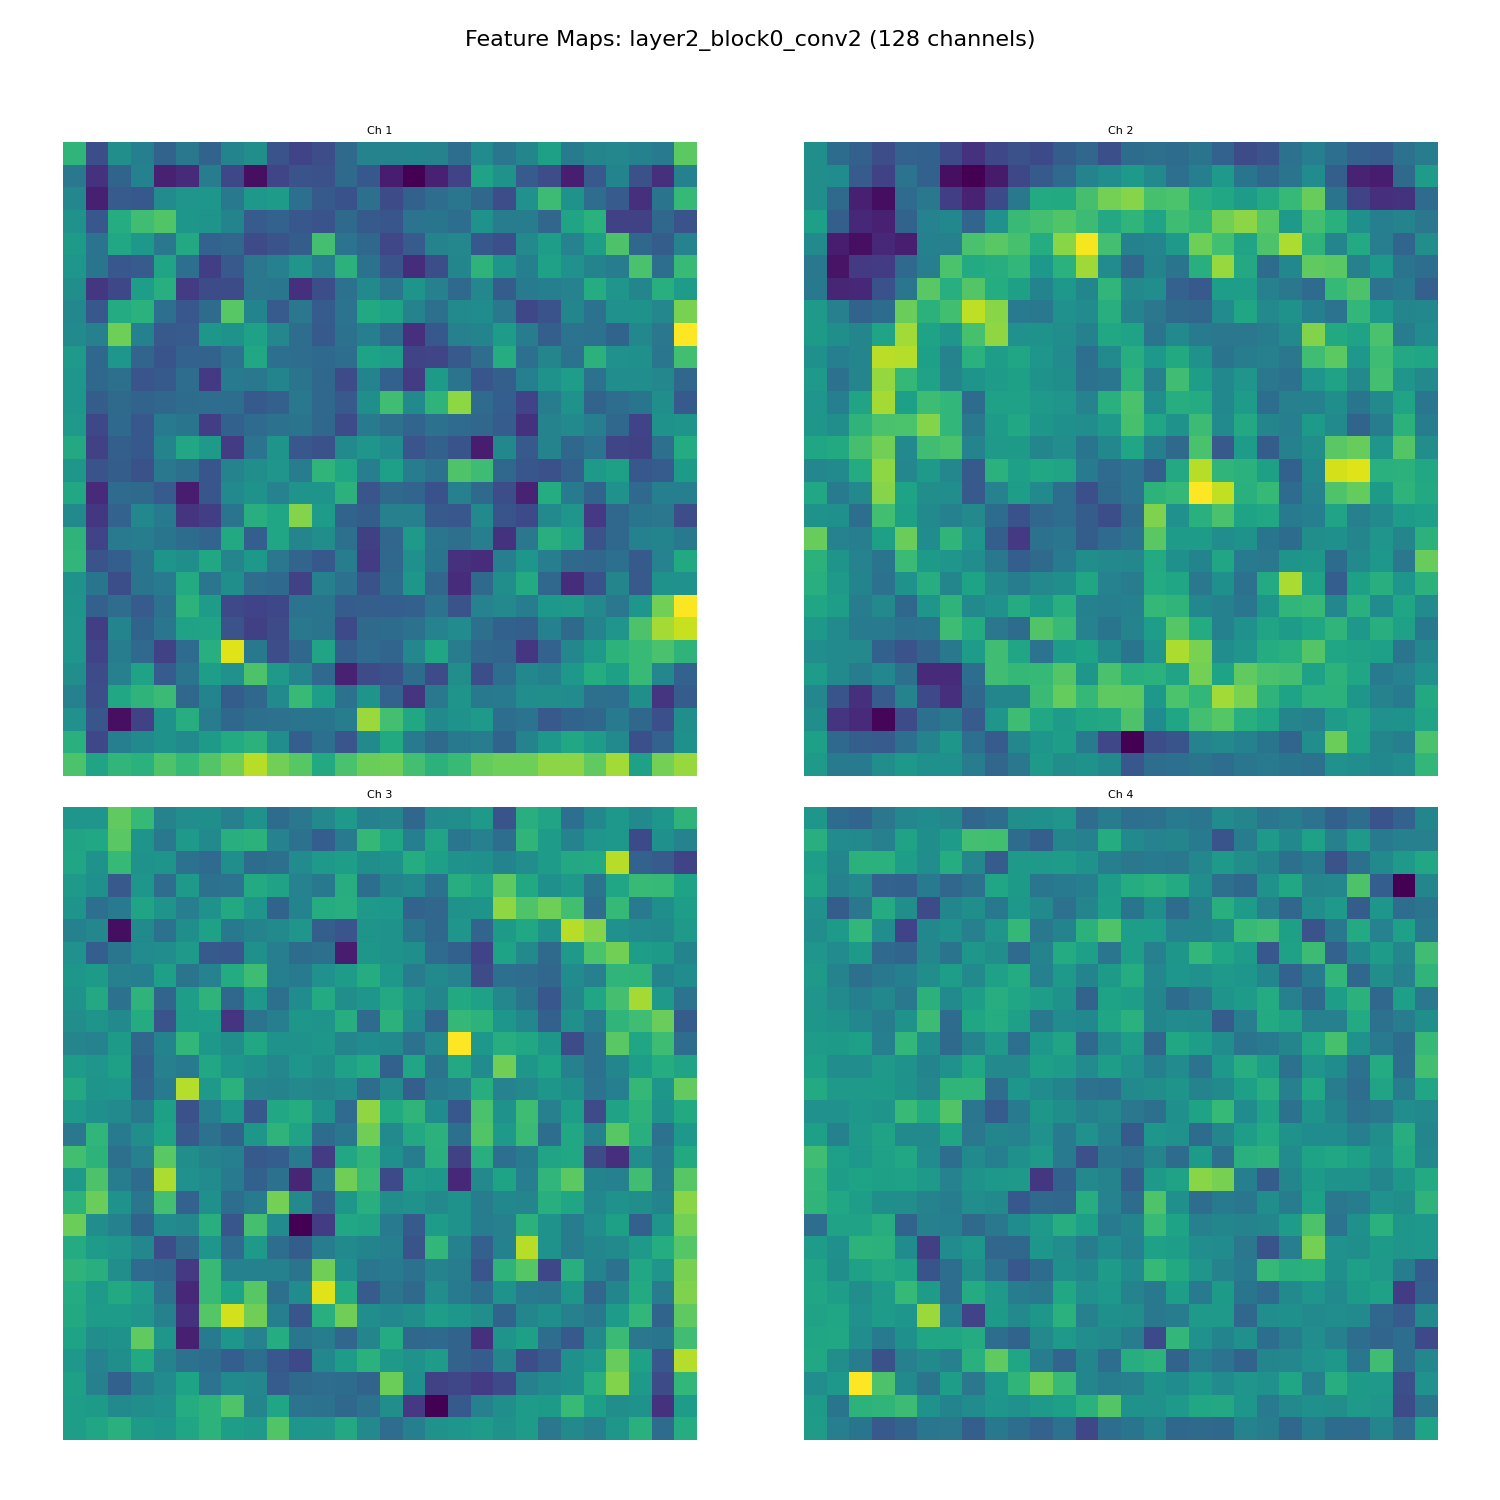 Feature Maps: layer2_block0_conv2 (128 channels)
Ch 1
Ch 2
Ch 3
Ch 4